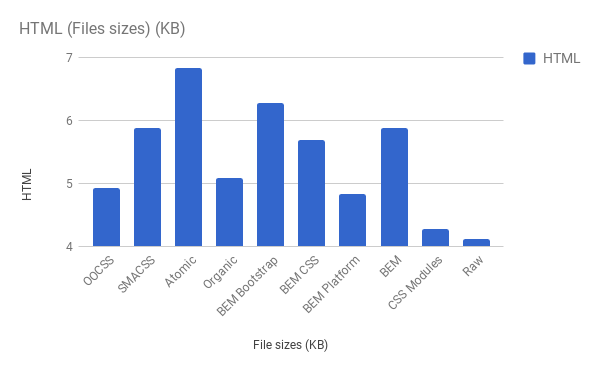 HTML (Files sizes) (KB)
HTML
7
6
5
4
HTML
OOCSS
SMACSS
Atomic
Organic
BEM Bootstrap
BEM CSS
BEM Platform
BEM
CSS Modules
Raw
File sizes (KB)